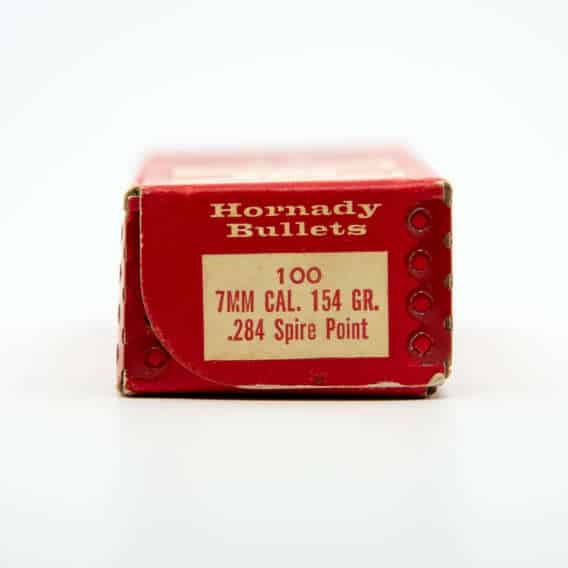 Hornady
Bullets
100
7MM CAL. 154 GR.
.284 Spire Point